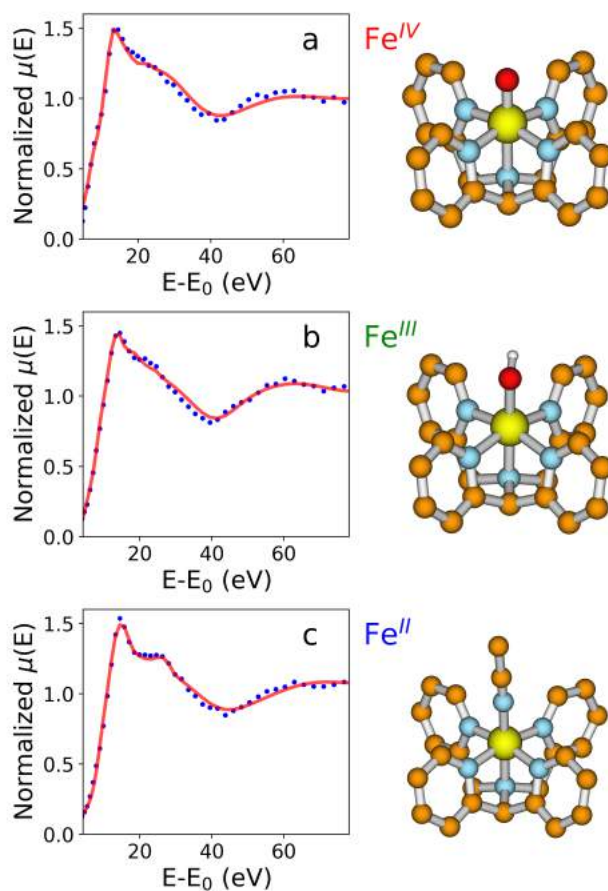 1.5
a
Fe^IV
Normalized μ(E)
1.0
0.5
0.0
20
40
60
E-E₀ (eV)
1.5
b
Fe^III
Normalized μ(E)
1.0
0.5
0.0
20
40
60
E-E₀ (eV)
1.5
c
Fe^II
Normalized μ(E)
1.0
0.5
0.0
20
40
60
E-E₀ (eV)